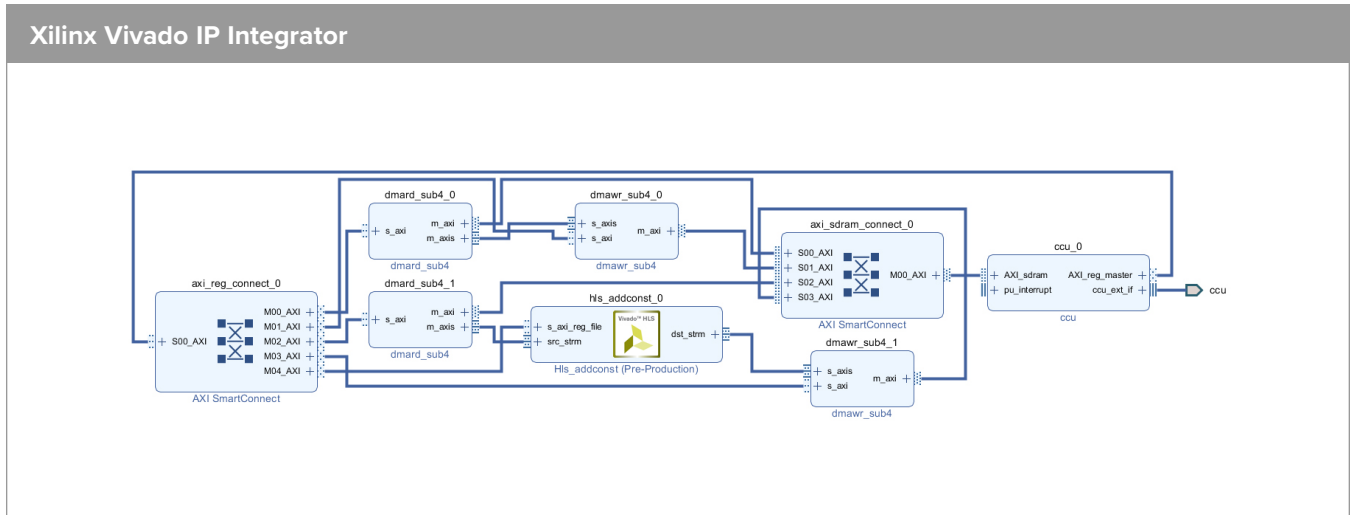 Xilinx Vivado IP Integrator
dmard_sub4_0
s_axi
m_axi
m_axis
dmard_sub4
dmawr_sub4_0
s_axis
s_axi
m_axi
dmawr_sub4
axi_sdram_connect_0
S00_AXI
S01_AXI
S02_AXI
S03_AXI
M00_AXI
AXI SmartConnect
ccu_0
AXI_sdram
pu_interrupt
AXI_reg_master
ccu_ext_if
ccu
ccu
axi_reg_connect_0
S00_AXI
M00_AXI
M01_AXI
M02_AXI
M03_AXI
M04_AXI
AXI SmartConnect
dmard_sub4_1
s_axi
m_axi
m_axis
dmard_sub4
hls_addconst_0
s_axi_reg_file
src_strm
Vivado™ HLS
dst_strm
Hls_addconst (Pre-Production)
dmawr_sub4_1
s_axis
s_axi
m_axi
dmawr_sub4